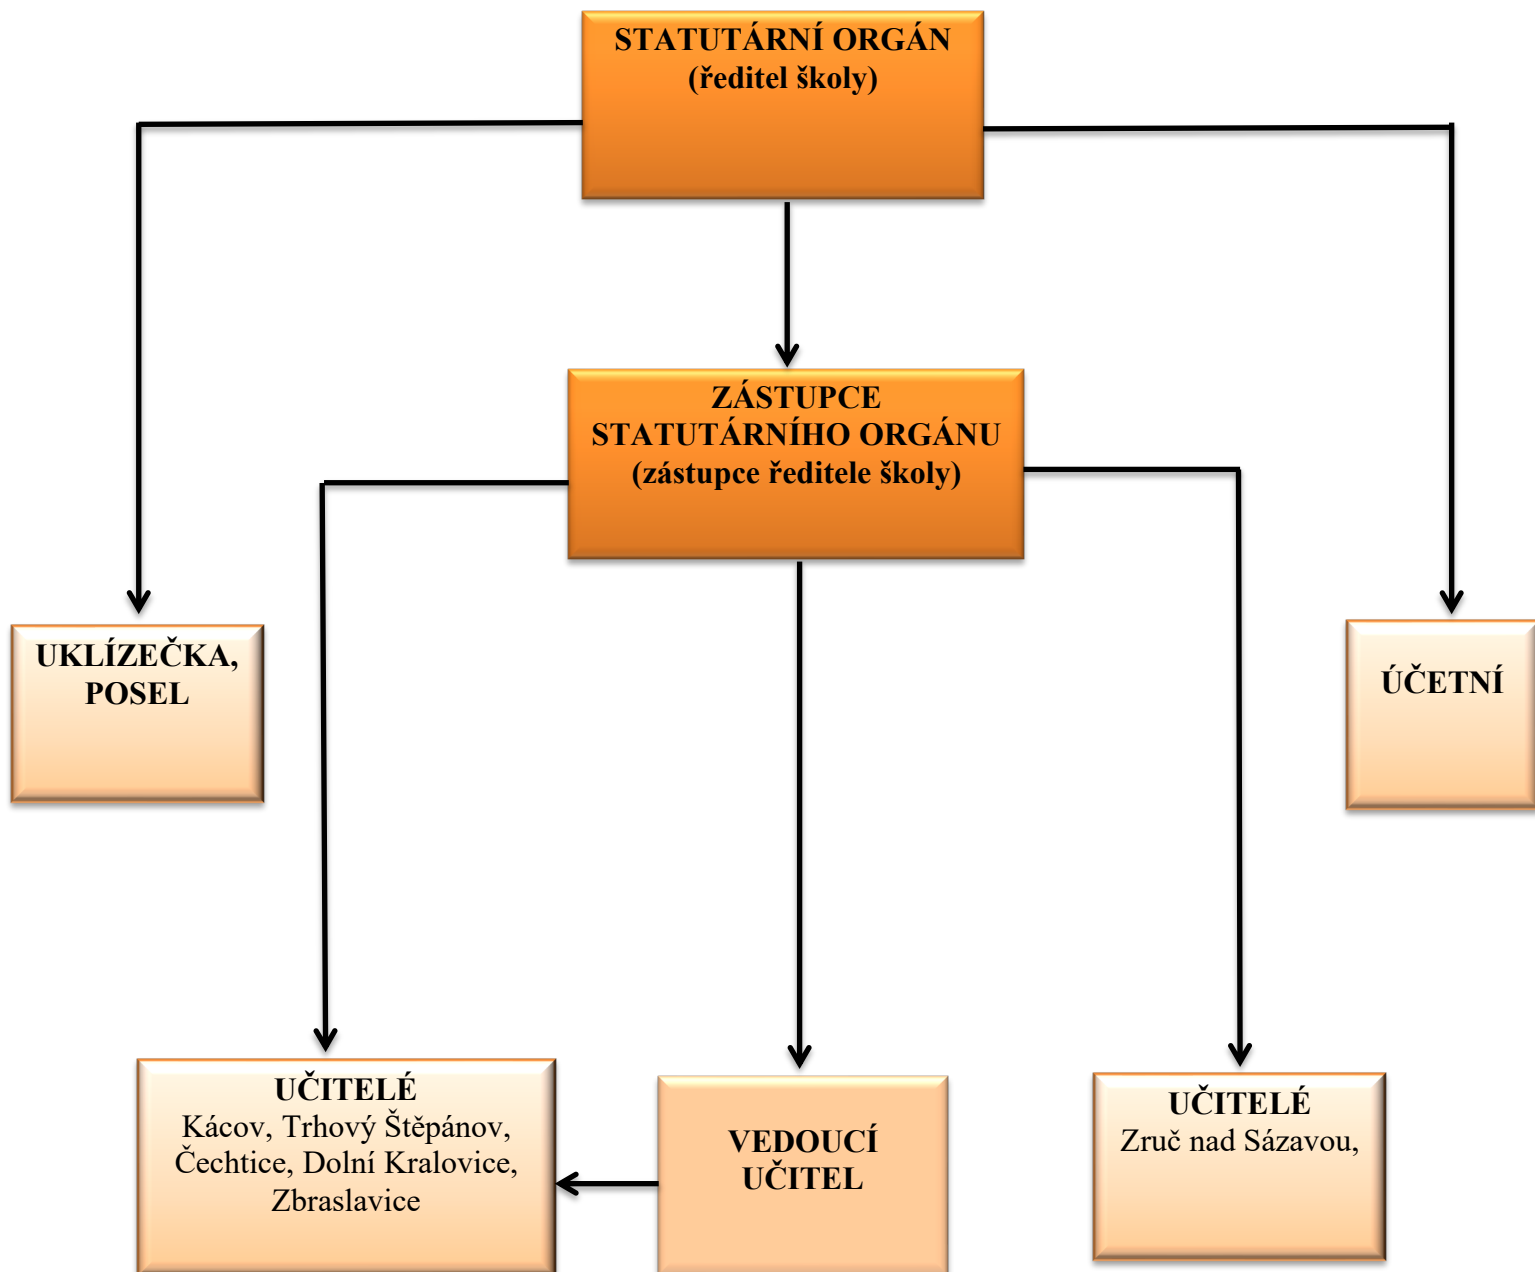 STATUTÁRNÍ ORGÁN
(ředitel školy)
ZÁSTUPCE
STATUTÁRNÍHO ORGÁNU
(zástupce ředitele školy)
UKLÍZEČKA,
POSEL
ÚČETNÍ
UČITELÉ
Kácov, Trhový Štěpánov,
Čechtice, Dolní Kralovice,
Zbraslavice
VEDOUCÍ
UČITEL
UČITELÉ
Zruč nad Sázavou,